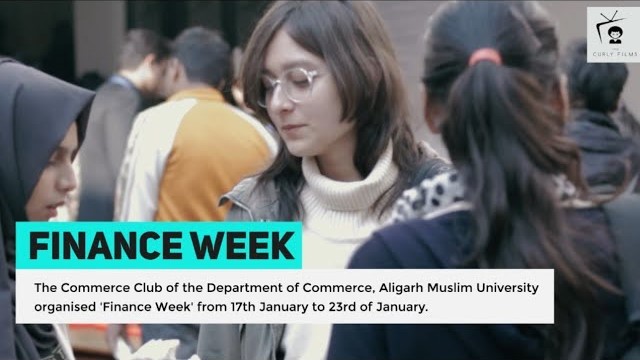 THE
CURLY FILMS
FINANCE WEEK
The Commerce Club of the Department of Commerce, Aligarh Muslim University
organised 'Finance Week' from 17th January to 23rd of January.